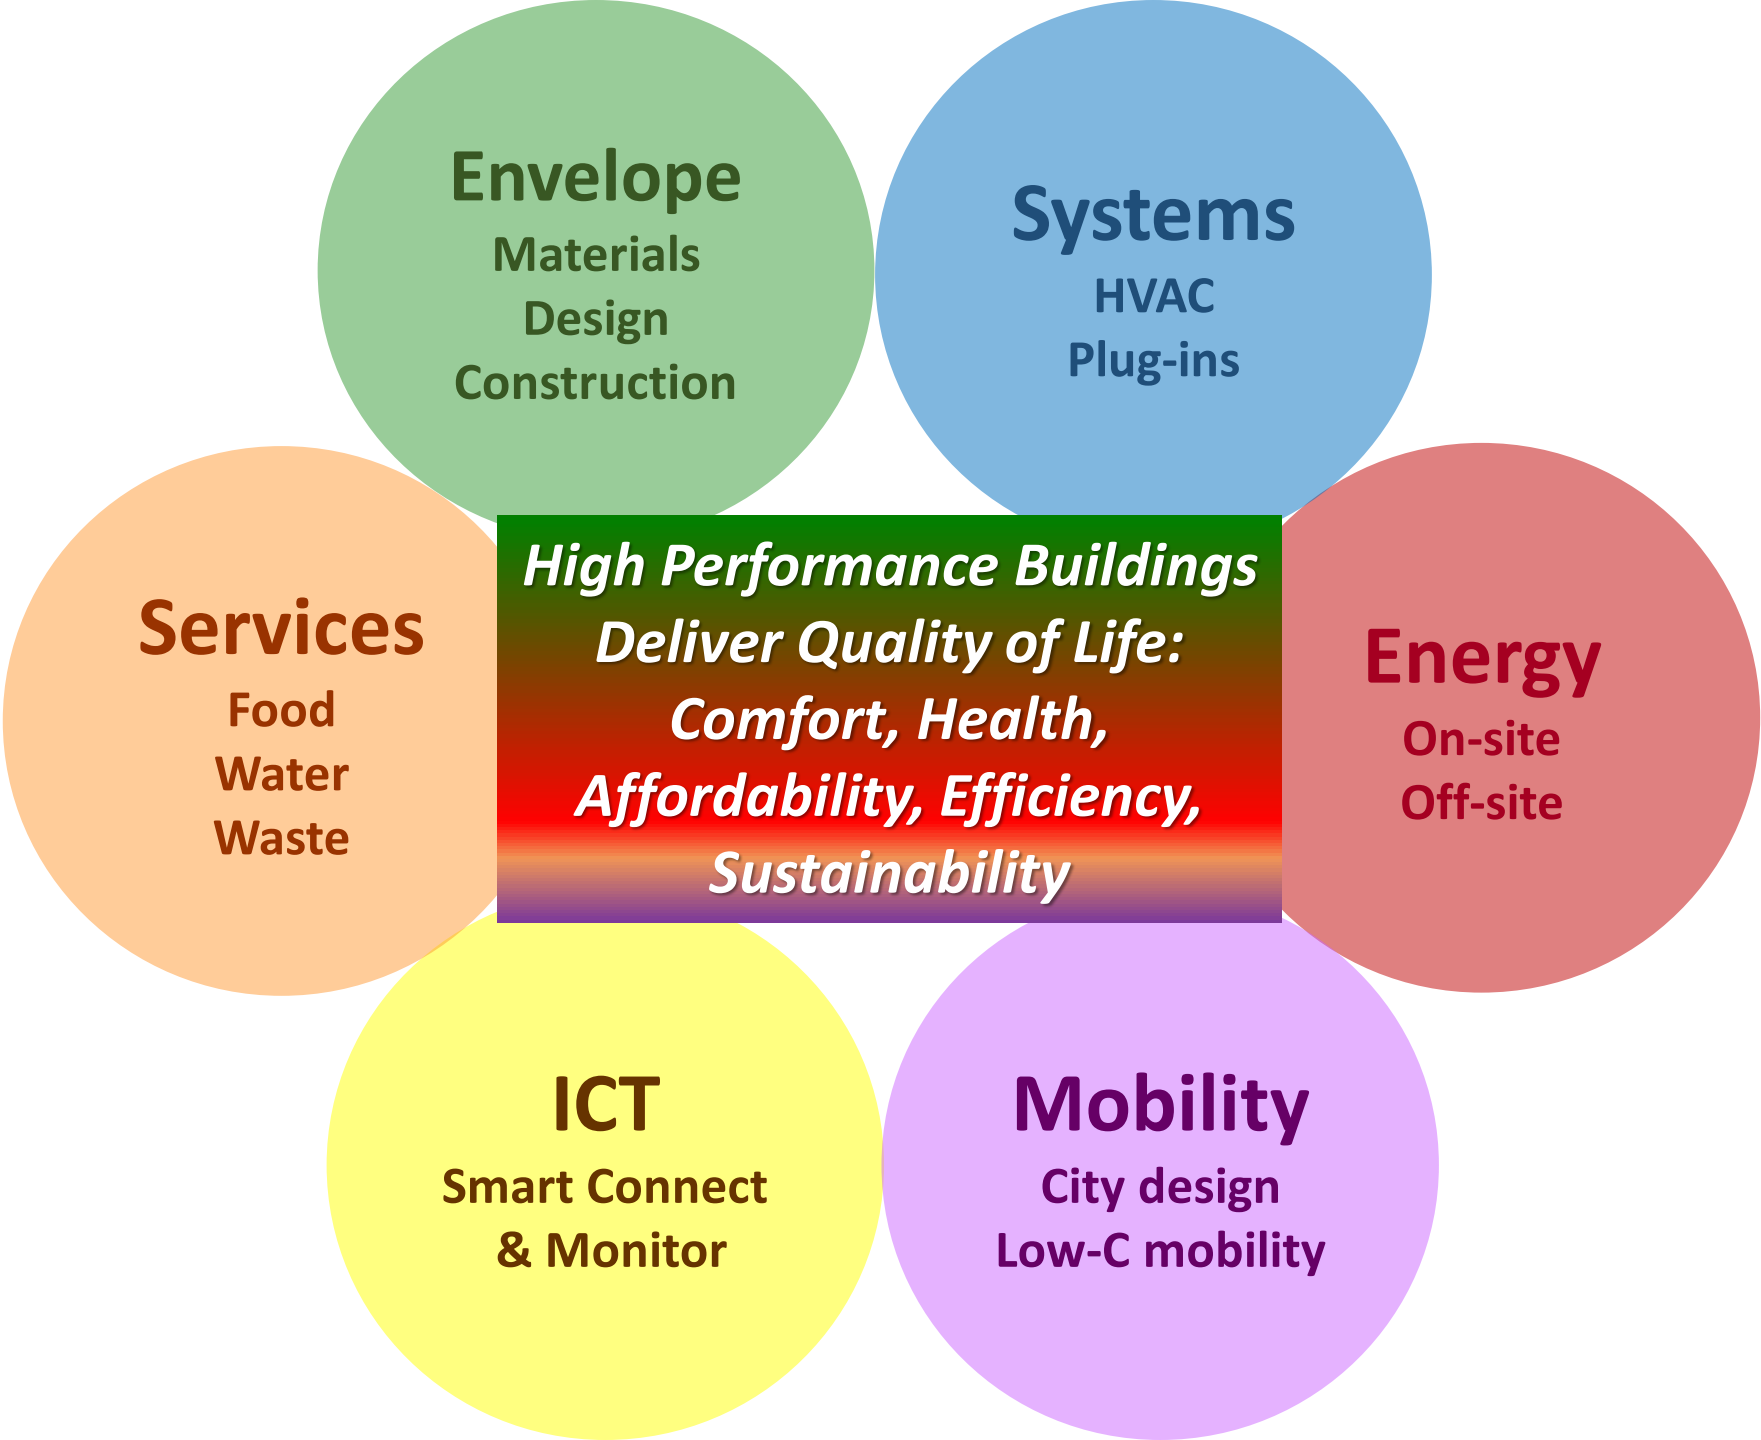 Envelope
Materials
Design
Construction
Systems
HVAC
Plug-ins
Services
Food
Water
Waste
High Performance Buildings
Deliver Quality of Life:
Comfort, Health,
Affordability, Efficiency,
Sustainability
Energy
On-site
Off-site
ICT
Smart Connect
& Monitor
Mobility
City design
Low-C mobility